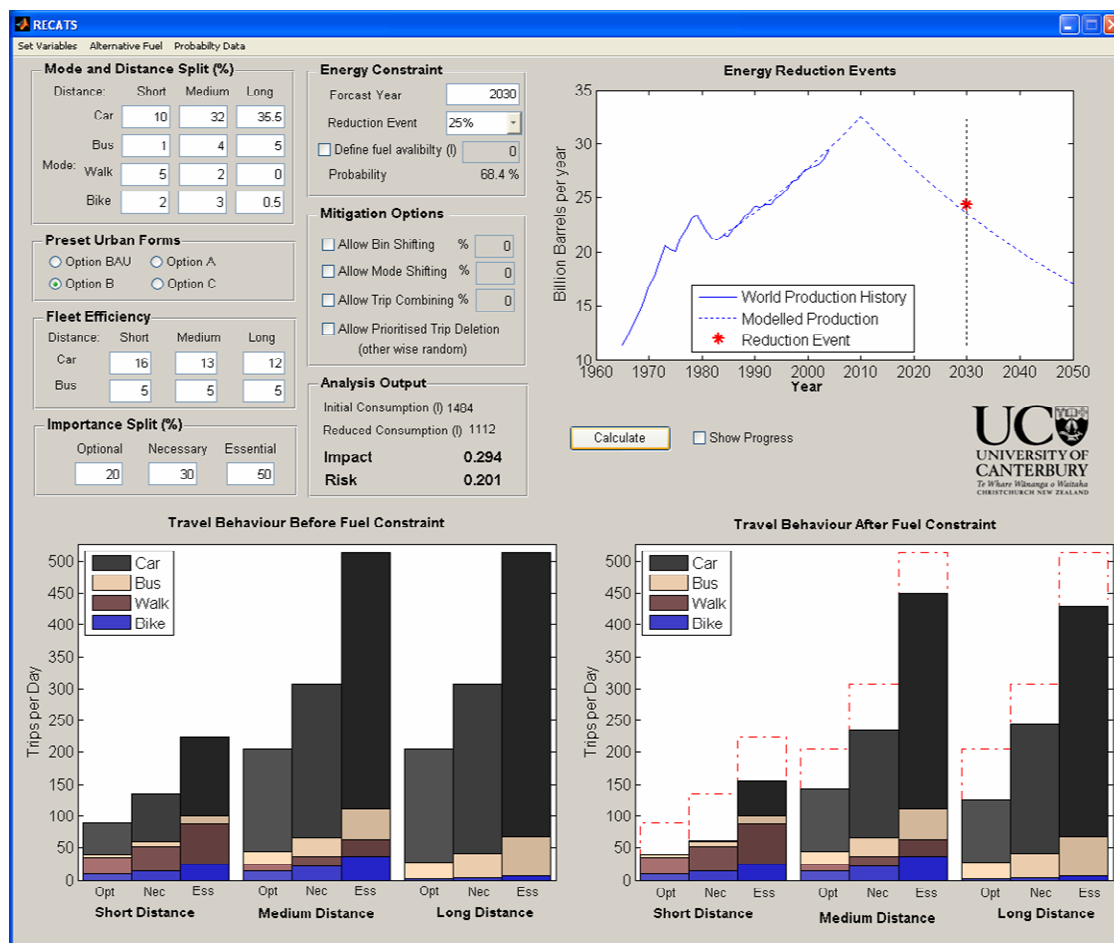 RECATS
Set Variables Alternative Fuel Probabilty Data
Mode and Distance Split (%)
Distance: Short Medium Long
Car 10 32 35.5
Bus 1 4 5
Mode: Walk 5 2 0
Bike 2 3 0.5
Preset Urban Forms
Option BAU Option A
Option B Option C
Fleet Efficiency
Distance: Short Medium Long
Car 16 13 12
Bus 5 5 5
Importance Split (%)
Optional Necessary Essential
20 30 50
Energy Constraint
Forcast Year 2030
Reduction Event 25%
Define fuel availibilty (l) 0
Probability 68.4 %
Mitigation Options
Allow Bin Shifting % 0
Allow Mode Shifting % 0
Allow Trip Combining % 0
Allow Prioritised Trip Deletion
(other wise random)
Analysis Output
Initial Consumption (l) 1484
Reduced Consumption (l) 1112
Impact 0.294
Risk 0.201
Energy Reduction Events
35
30
25
20
15
10
Billion Barrels per year
World Production History
Modelled Production
Reduction Event
1960 1970 1980 1990 2000 2010 2020 2030 2040 2050
Year
Calculate Show Progress
UC
UNIVERSITY OF
CANTERBURY
Te Whare Wānanga o Waitaha
CHRISTCHURCH NEW ZEALAND
Travel Behaviour Before Fuel Constraint
Car
Bus
Walk
Bike
500
450
400
350
300
250
200
150
100
50
0
Trips per Day
Opt Nec Ess Opt Nec Ess Opt Nec Ess
Short Distance Medium Distance Long Distance
Travel Behaviour After Fuel Constraint
Car
Bus
Walk
Bike
500
450
400
350
300
250
200
150
100
50
0
Trips per Day
Opt Nec Ess Opt Nec Ess Opt Nec Ess
Short Distance Medium Distance Long Distance